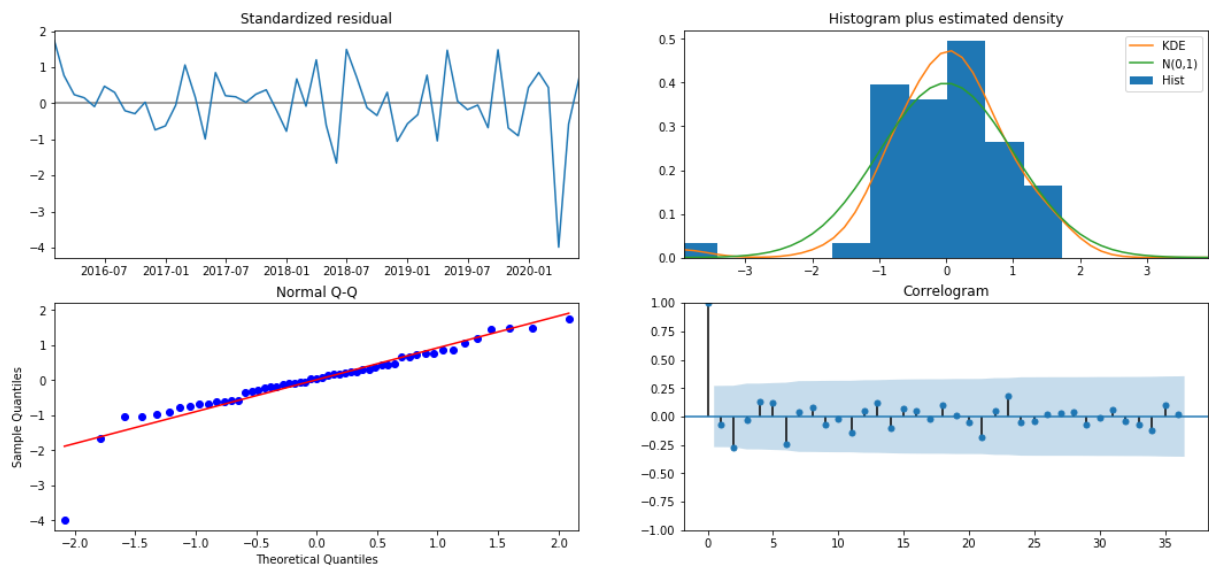 Standardized residual
2
1
0
−1
−2
−3
−4
2016-07 2017-01 2017-07 2018-01 2018-07 2019-01 2019-07 2020-01
Histogram plus estimated density
KDE
N(0,1)
Hist
0.5
0.4
0.3
0.2
0.1
0.0
−3 −2 −1 0 1 2 3
Normal Q-Q
Sample Quantiles
2
1
0
−1
−2
−3
−4
−2.0 −1.5 −1.0 −0.5 0.0 0.5 1.0 1.5 2.0
Theoretical Quantiles
Correlogram
1.00
0.75
0.50
0.25
0.00
−0.25
−0.50
−0.75
−1.00
0 5 10 15 20 25 30 35